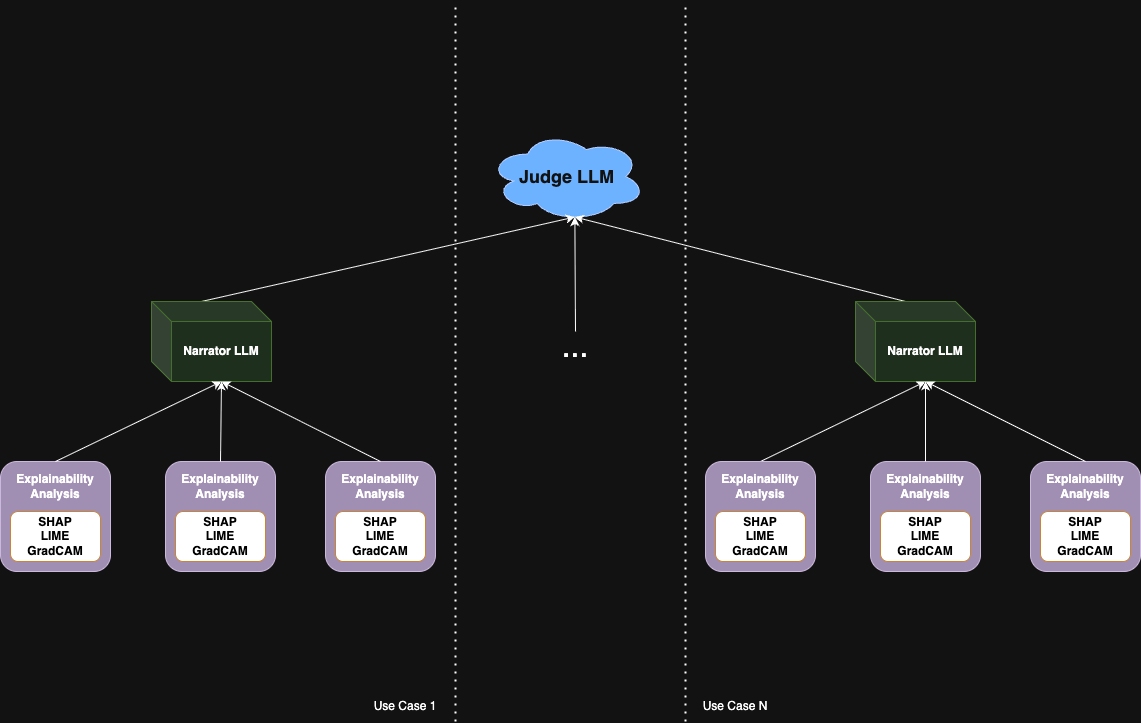 Judge LLM
Narrator LLM
...
Narrator LLM
Explainability
Analysis
SHAP
LIME
GradCAM
Explainability
Analysis
SHAP
LIME
GradCAM
Explainability
Analysis
SHAP
LIME
GradCAM
Explainability
Analysis
SHAP
LIME
GradCAM
Explainability
Analysis
SHAP
LIME
GradCAM
Explainability
Analysis
SHAP
LIME
GradCAM
Use Case 1
Use Case N